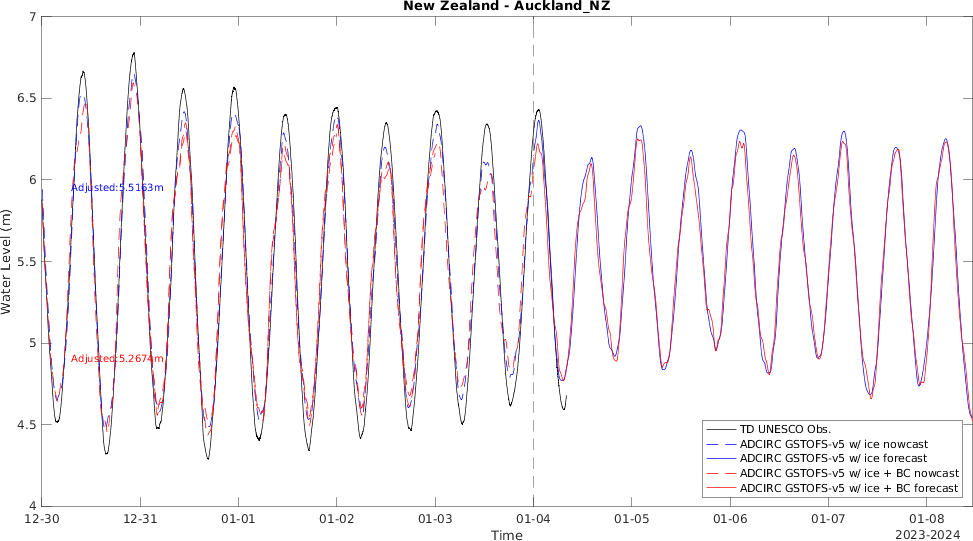 New Zealand - Auckland_NZ
7
6.5
6
5.5
5
4.5
4
Water Level (m)
Adjusted:5.5163m
Adjusted:5.2674m
TD UNESCO Obs.
ADCIRC GSTOFS-v5 w/ ice nowcast
ADCIRC GSTOFS-v5 w/ ice forecast
ADCIRC GSTOFS-v5 w/ ice + BC nowcast
ADCIRC GSTOFS-v5 w/ ice + BC forecast
12-30 12-31 01-01 01-02 01-03 01-04 01-05 01-06 01-07 01-08
Time
2023-2024